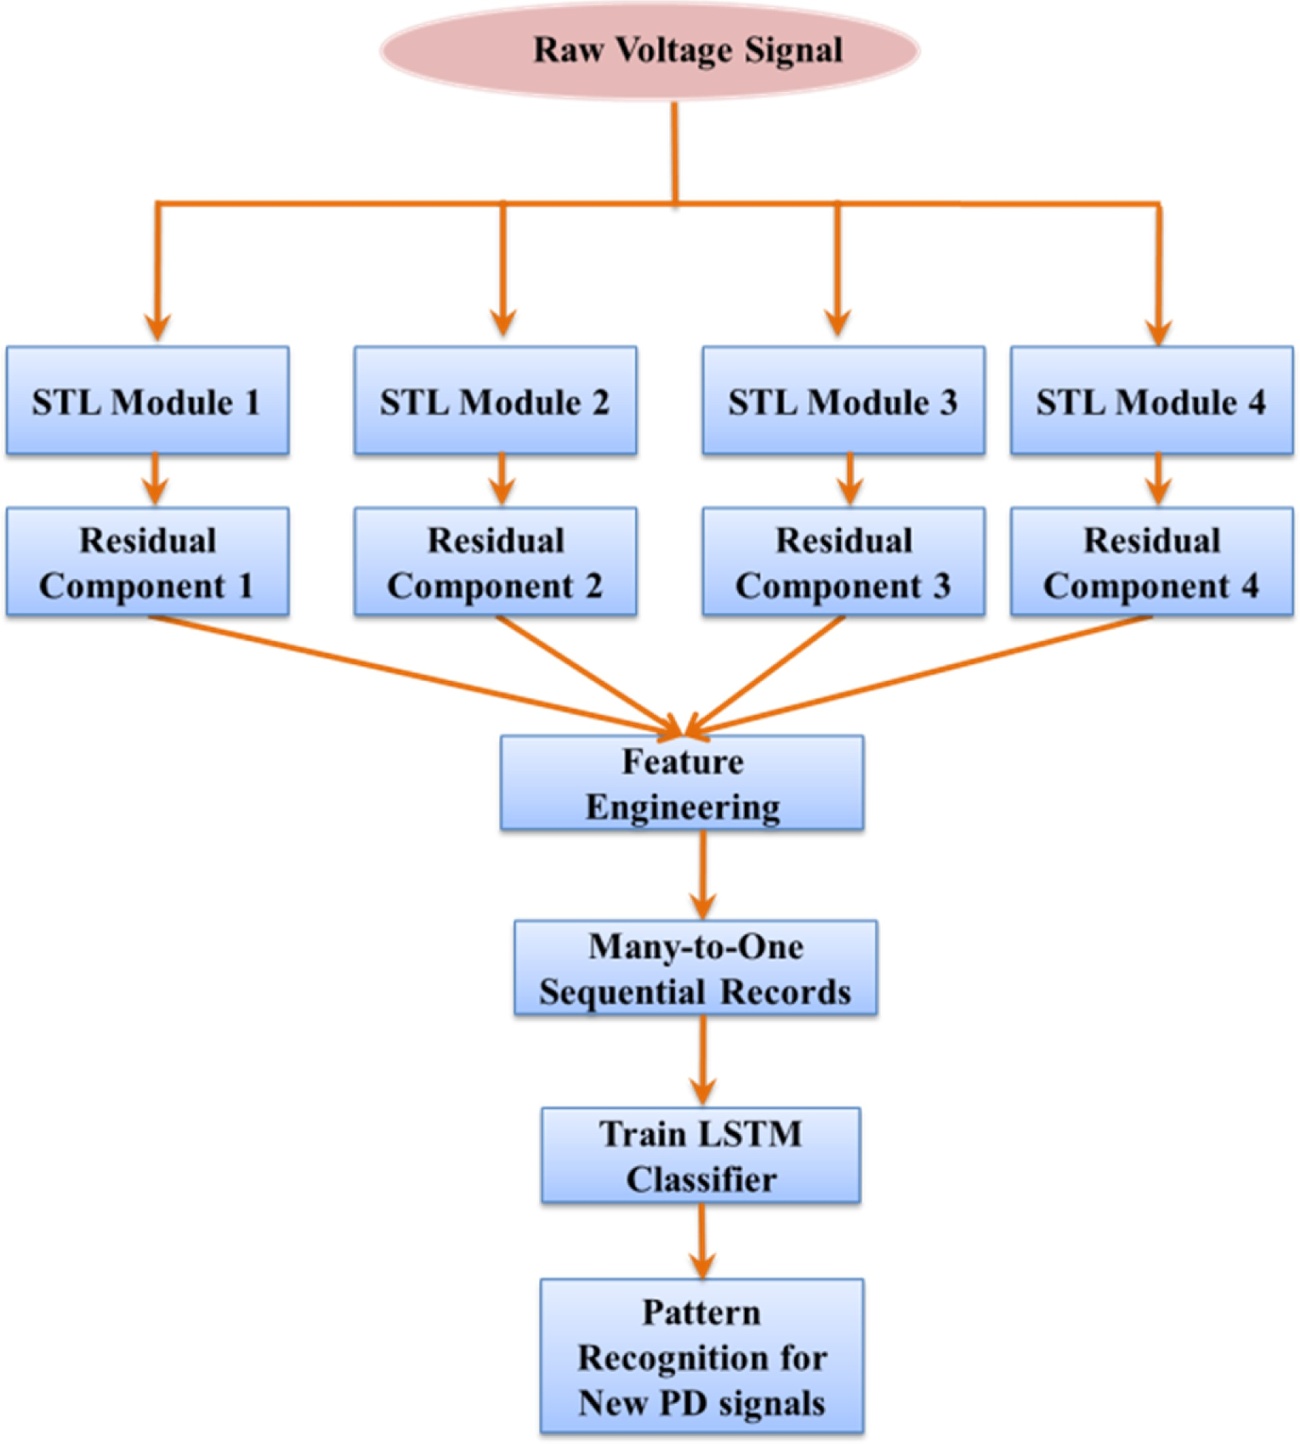 Raw Voltage Signal
STL Module 1
STL Module 2
STL Module 3
STL Module 4
Residual
Component 1
Residual
Component 2
Residual
Component 3
Residual
Component 4
Feature
Engineering
Many-to-One
Sequential Records
Train LSTM
Classifier
Pattern
Recognition for
New PD signals